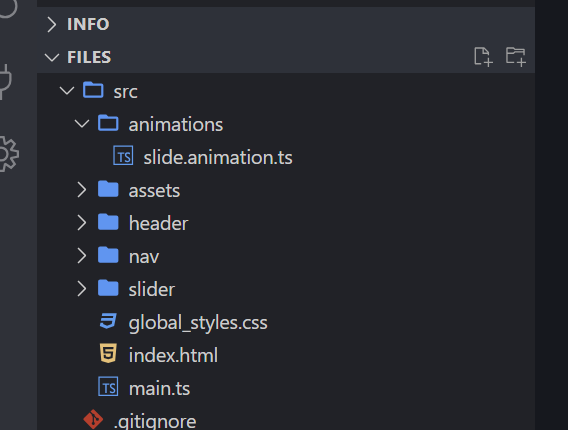 INFO
FILES
src
animations
TS slide.animation.ts
assets
header
nav
slider
global_styles.css
index.html
TS main.ts
.gitignore